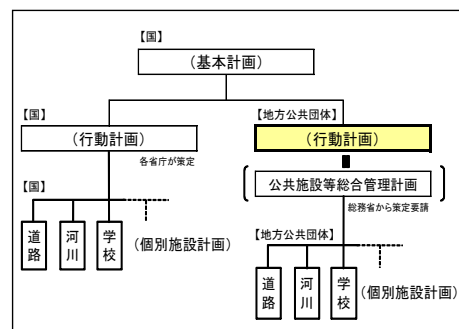 【国】
(基本計画)
【国】
(行動計画)
各省庁が策定
【地方公共団体】
(行動計画)
公共施設等総合管理計画
総務省から策定要請
【国】
道路
河川
学校
(個別施設計画)
【地方公共団体】
道路
河川
学校
(個別施設計画)